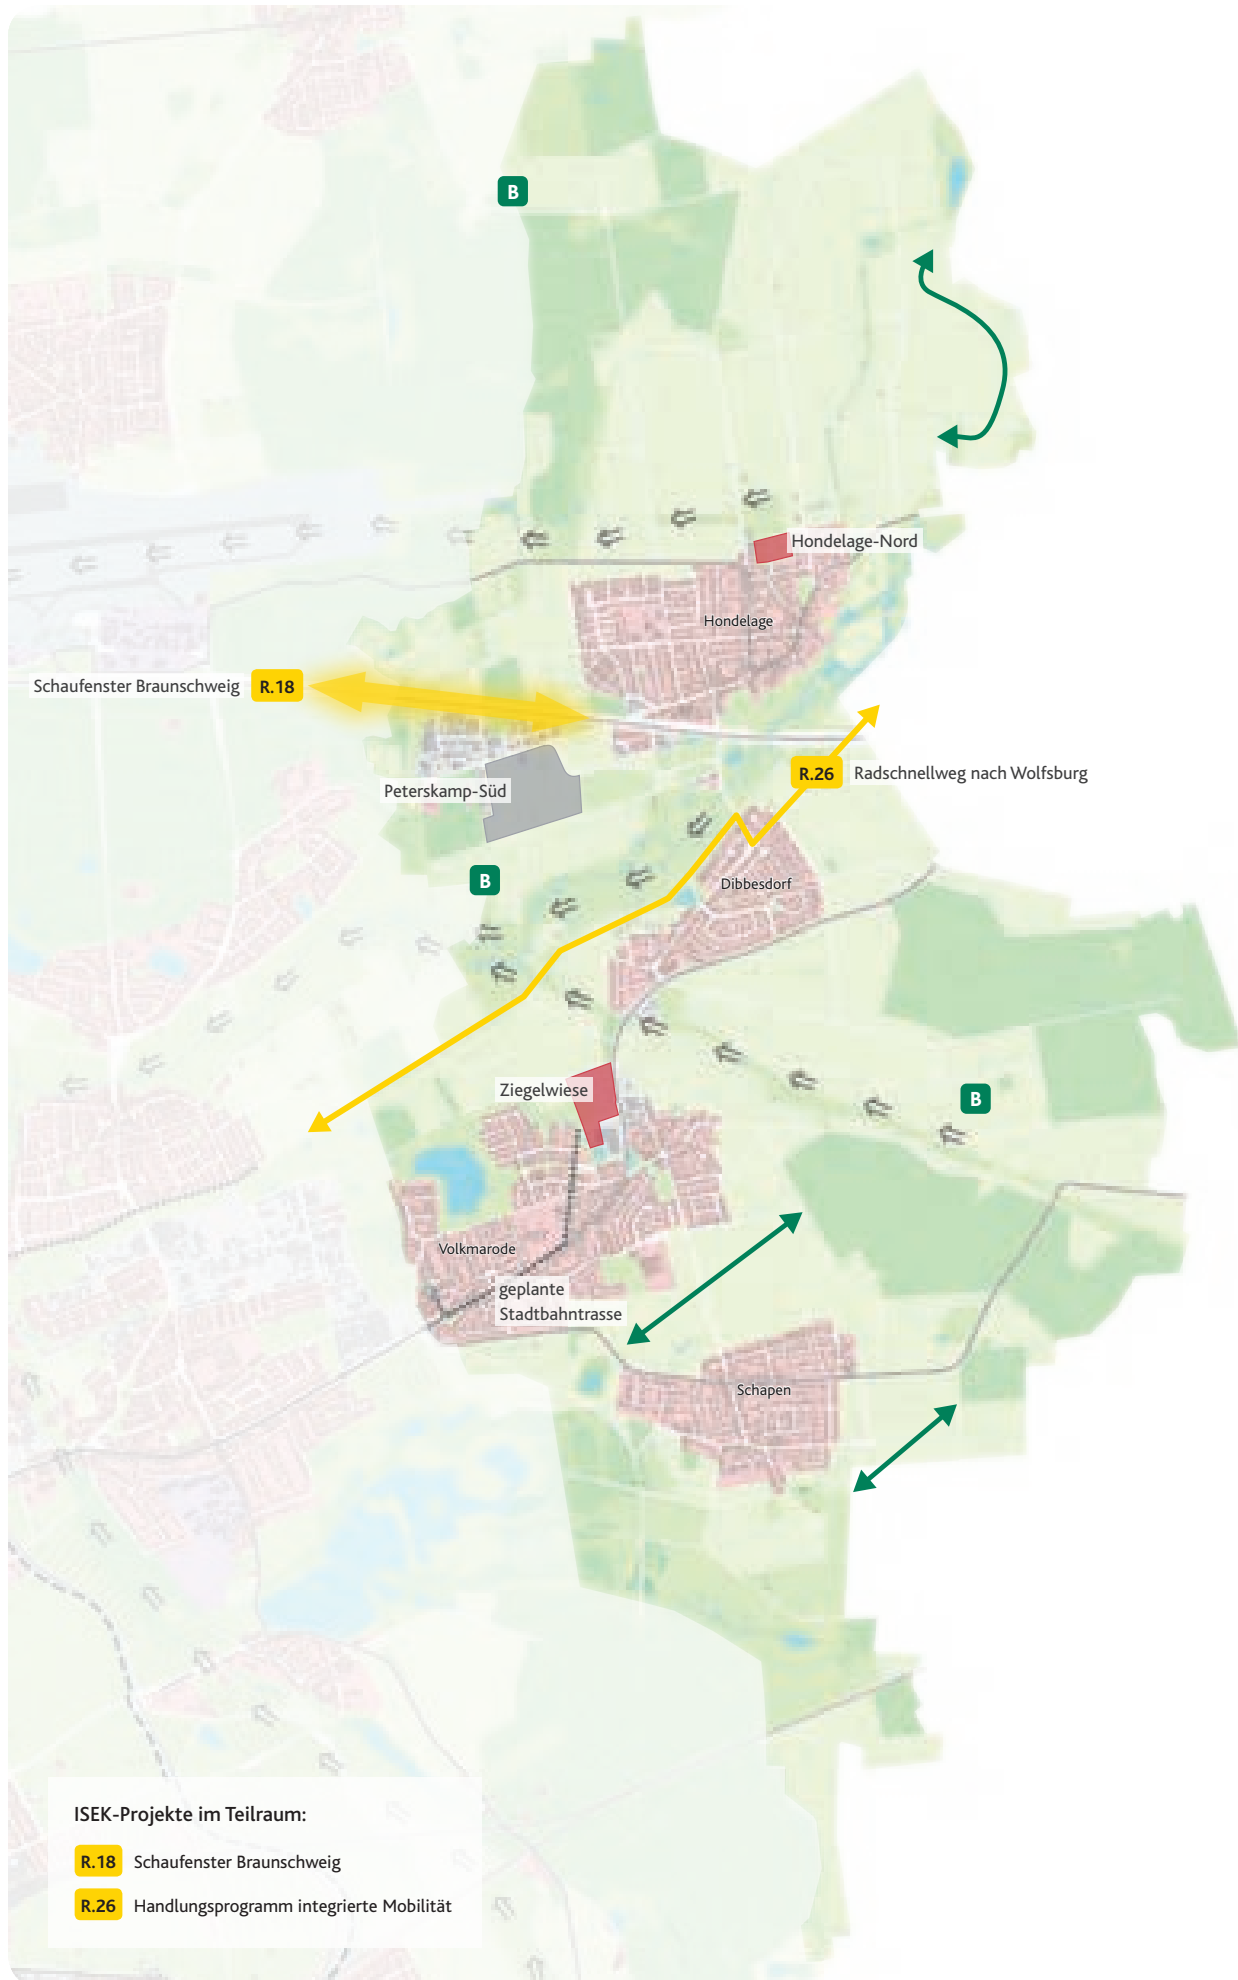 B
Hondelage-Nord
Hondelage
Schaufenster Braunschweig R.18
R.26 Radschnellweg nach Wolfsburg
Peterskamp-Süd
B
Dibbesdorf
Ziegelwiese
B
Volkmarode
geplante
Stadtbahntrasse
Schapen
ISEK-Projekte im Teilraum:
R.18 Schaufenster Braunschweig
R.26 Handlungsprogramm integrierte Mobilität